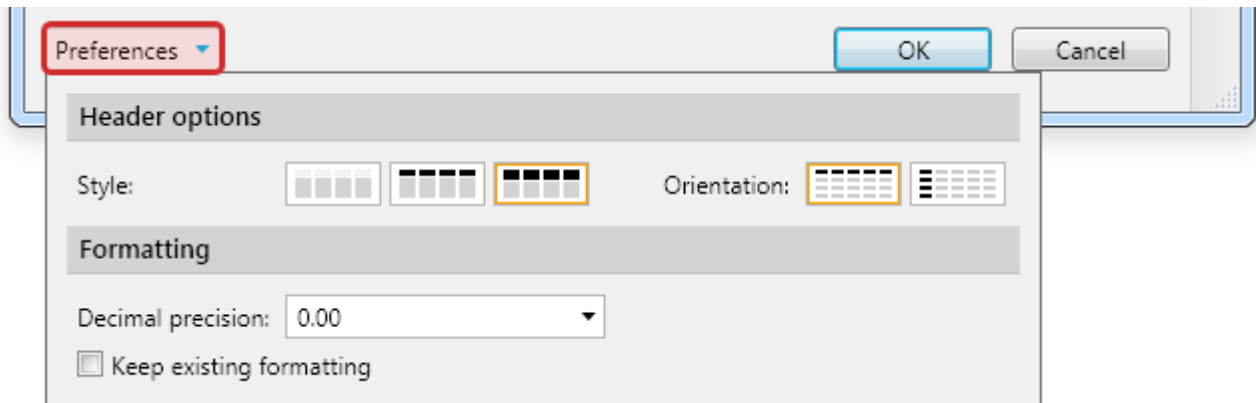 Preferences
OK
Cancel
Header options
Style:
Orientation:
Formatting
Decimal precision: 0.00
Keep existing formatting